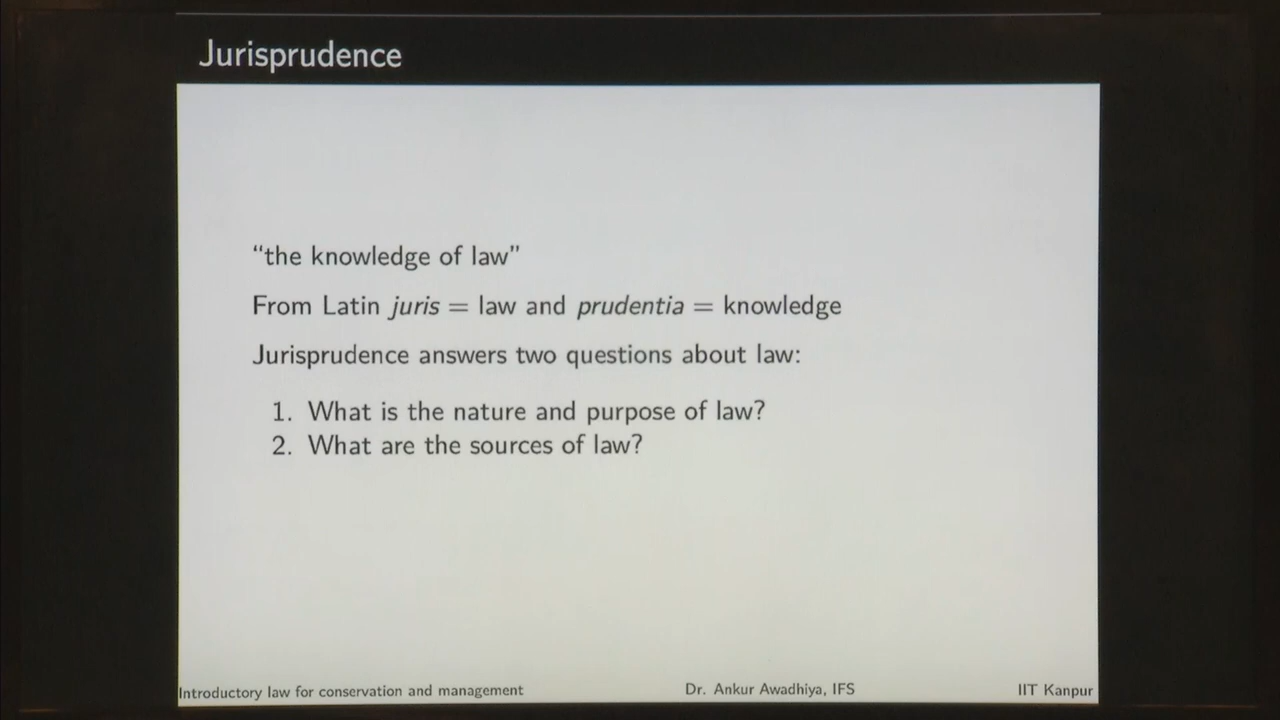 Jurisprudence
“the knowledge of law”
From Latin juris = law and prudentia = knowledge
Jurisprudence answers two questions about law:
1. What is the nature and purpose of law?
2. What are the sources of law?
Introductory law for conservation and management Dr. Ankur Awadhiya, IFS IIT Kanpur